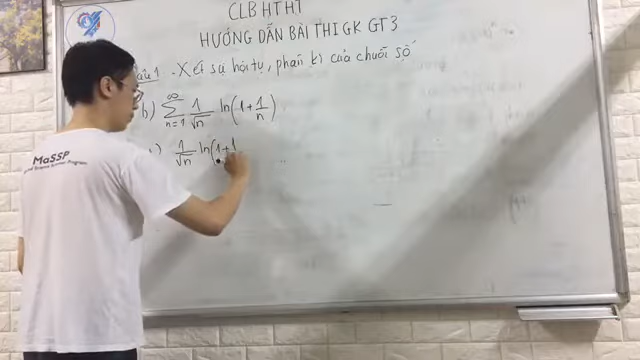 CLB HTHT
HƯỚNG DẪN BÀI THI GK GT3
Câu 1: Xét sự hội tụ, phân kì của chuỗi số
b) ∑ n=1 ∞ 1/√n ln(1+1/n)
1/√n ln(1+1
MaSSP